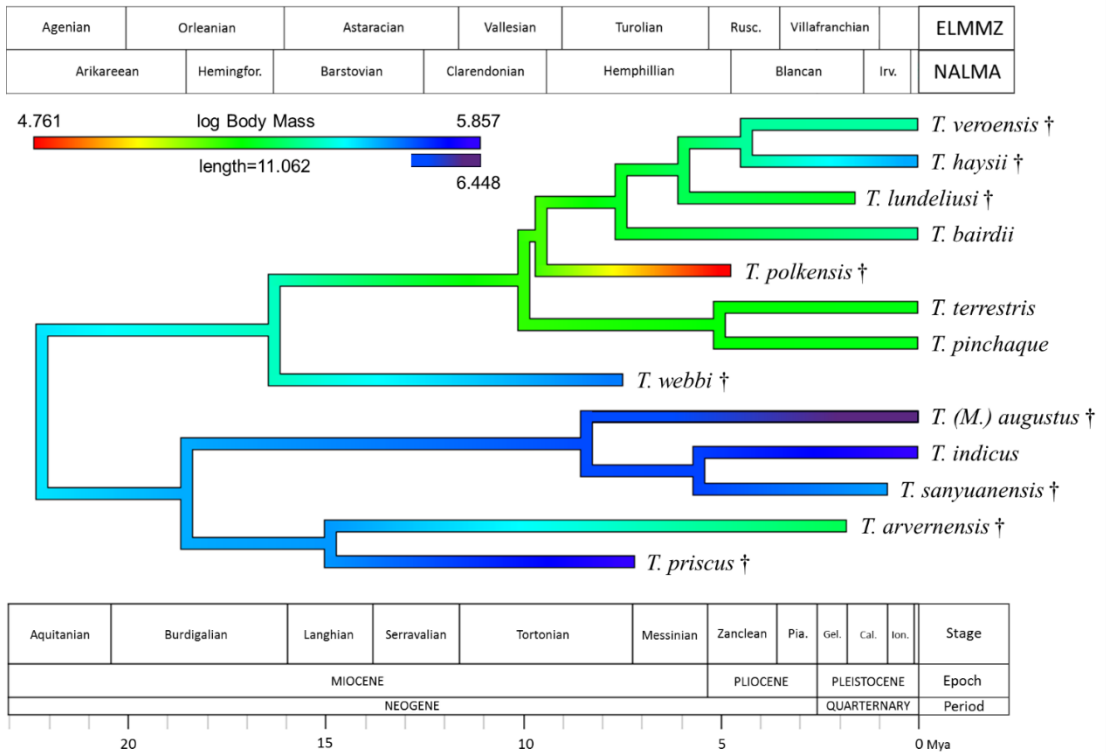 Agenian Orleanian Astaracian Vallesian Turolian Rusc. Villafranchian ELMMZ
Arikareean Hemingfor. Barstovian Clarendonian Hemphillian Blancan Irv. NALMA
4.761 log Body Mass 5.857
length=11.062
6.448
T. veroensis †
T. haysii †
T. lundeliusi †
T. bairdii
T. polkensis †
T. terrestris
T. pinchaque
T. webbi †
T. (M.) augustus †
T. indicus
T. sanyuanensis †
T. arvernensis †
T. priscus †
Aquitanian Burdigalian Langhian Serravalian Tortonian Messinian Zanclean Pia. Gel. Cal. Ion. Stage
MIOCENE PLIOCENE PLEISTOCENE Epoch
NEOGENE QUARTERNARY Period
20 15 10 5 0 Mya